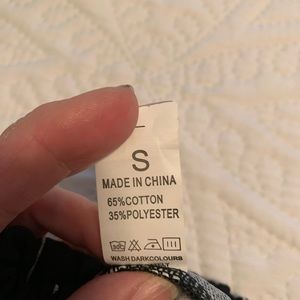 S
MADE IN CHINA
65%COTTON
35%POLYESTER
WASH DARKCOLOURS